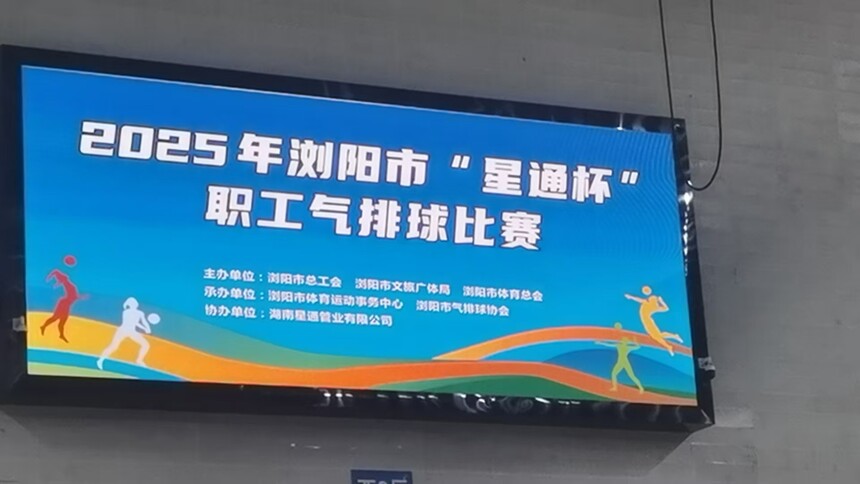 2025年浏阳市“星通杯”
职工气排球比赛
主办单位：浏阳市总工会 浏阳市文旅广体局 浏阳市体育总会
承办单位：浏阳市体育运动事务中心 浏阳市气排球协会
协办单位：湖南星通管业有限公司